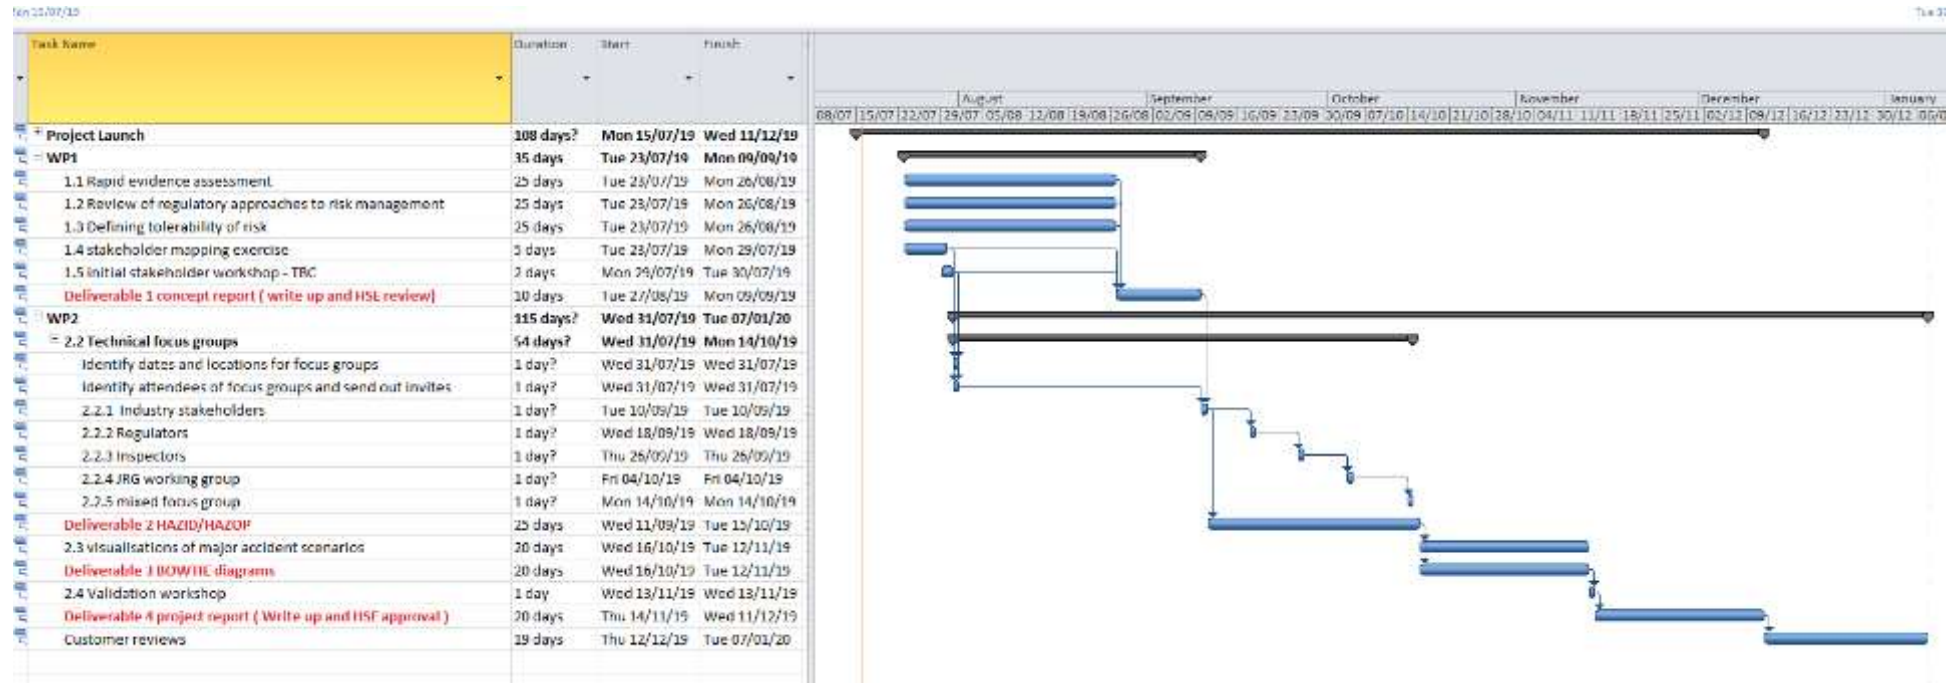 Mon 15/07/19
Task Name Duration Start Finish
August September October November December January
08/07 15/07 22/07 29/07 05/08 12/08 19/08 26/08 02/09 09/09 16/09 23/09 30/09 07/10 14/10 21/10 28/10 04/11 11/11 18/11 25/11 02/12 09/12 16/12 23/12 30/12
Project Launch 108 days? Mon 15/07/19 Wed 11/12/19
WP1 35 days Tue 23/07/19 Mon 09/09/19
1.1 Rapid evidence assessment 25 days Tue 23/07/19 Mon 26/08/19
1.2 Review of regulatory approaches to risk management 25 days Tue 23/07/19 Mon 26/08/19
1.3 Defining tolerability of risk 25 days Tue 23/07/19 Mon 26/08/19
1.4 stakeholder mapping exercise 5 days Tue 23/07/19 Mon 29/07/19
1.5 initial stakeholder workshop - TBC 2 days Mon 29/07/19 Tue 30/07/19
Deliverable 1 concept report ( write up and HSE review) 10 days Tue 27/08/19 Mon 09/09/19
WP2 115 days? Wed 31/07/19 Tue 07/01/20
2.2 Technical focus groups 54 days? Wed 31/07/19 Mon 14/10/19
Identify dates and locations for focus groups 1 day? Wed 31/07/19 Wed 31/07/19
Identify attendees of focus groups and send out invites 1 day? Wed 31/07/19 Wed 31/07/19
2.2.1 Industry stakeholders 1 day? Tue 10/09/19 Tue 10/09/19
2.2.2 Regulators 1 day? Wed 18/09/19 Wed 18/09/19
2.2.3 Inspectors 1 day? Thu 26/09/19 Thu 26/09/19
2.2.4 JRG working group 1 day? Fri 04/10/19 Fri 04/10/19
2.2.5 mixed focus group 1 day? Mon 14/10/19 Mon 14/10/19
Deliverable 2 HAZID/HAZOP 25 days Wed 11/09/19 Tue 15/10/19
2.3 visualisations of major accident scenarios 20 days Wed 16/10/19 Tue 12/11/19
Deliverable 3 BOWTIE diagrams 20 days Wed 16/10/19 Tue 12/11/19
2.4 Validation workshop 1 day Wed 13/11/19 Wed 13/11/19
Deliverable 4 project report ( Write up and HSE approval ) 20 days Thu 14/11/19 Wed 11/12/19
Customer reviews 19 days Thu 12/12/19 Tue 07/01/20